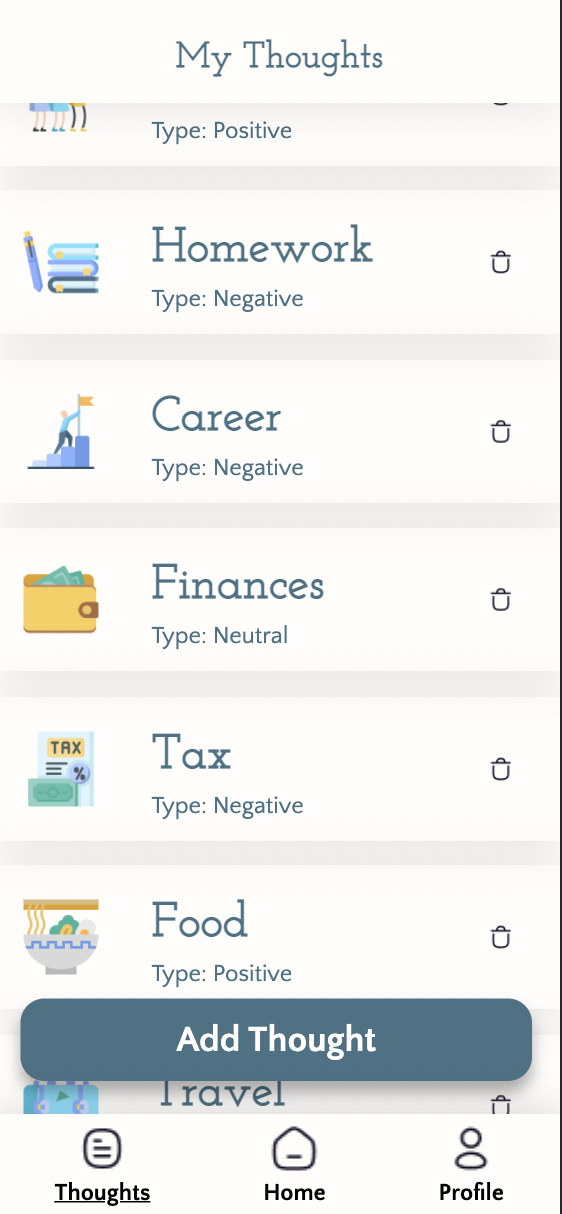 My Thoughts
Type: Positive
Homework
Type: Negative
Career
Type: Negative
Finances
Type: Neutral
TAX
%
Tax
Type: Negative
Food
Type: Positive
Add Thought
Travel
Thoughts
Home
Profile